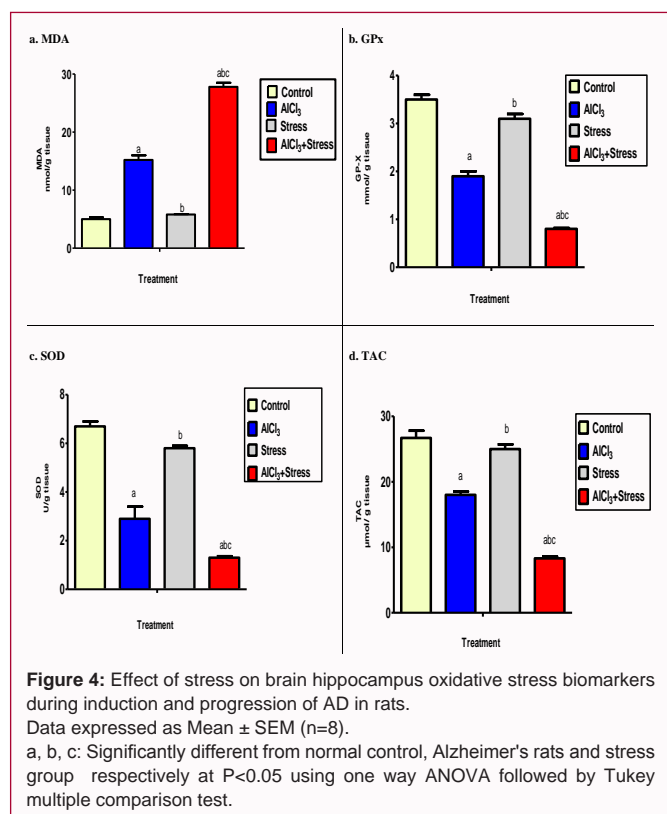 a. MDA
30
20
10
0
MDA
nmol/g tissue
a
b
abc
Control
AlCl₃
Stress
AlCl₃+Stress
Treatment
b. GPx
4
3
2
1
0
GP-X
mmol/ g tissue
a
b
abc
Control
AlCl₃
Stress
AlCl₃+Stress
Treatment
c. SOD
8
6
4
2
0
SOD
U/g tissue
a
b
abc
Control
AlCl₃
Stress
AlCl₃+Stress
Treatment
d. TAC
30
20
10
0
TAC
µmol/ g tissue
a
b
abc
Control
AlCl₃
Stress
AlCl₃+Stress
Treatment
Figure 4: Effect of stress on brain hippocampus oxidative stress biomarkers
during induction and progression of AD in rats.
Data expressed as Mean ± SEM (n=8).
a, b, c: Significantly different from normal control, Alzheimer's rats and stress
group respectively at P<0.05 using one way ANOVA followed by Tukey
multiple comparison test.